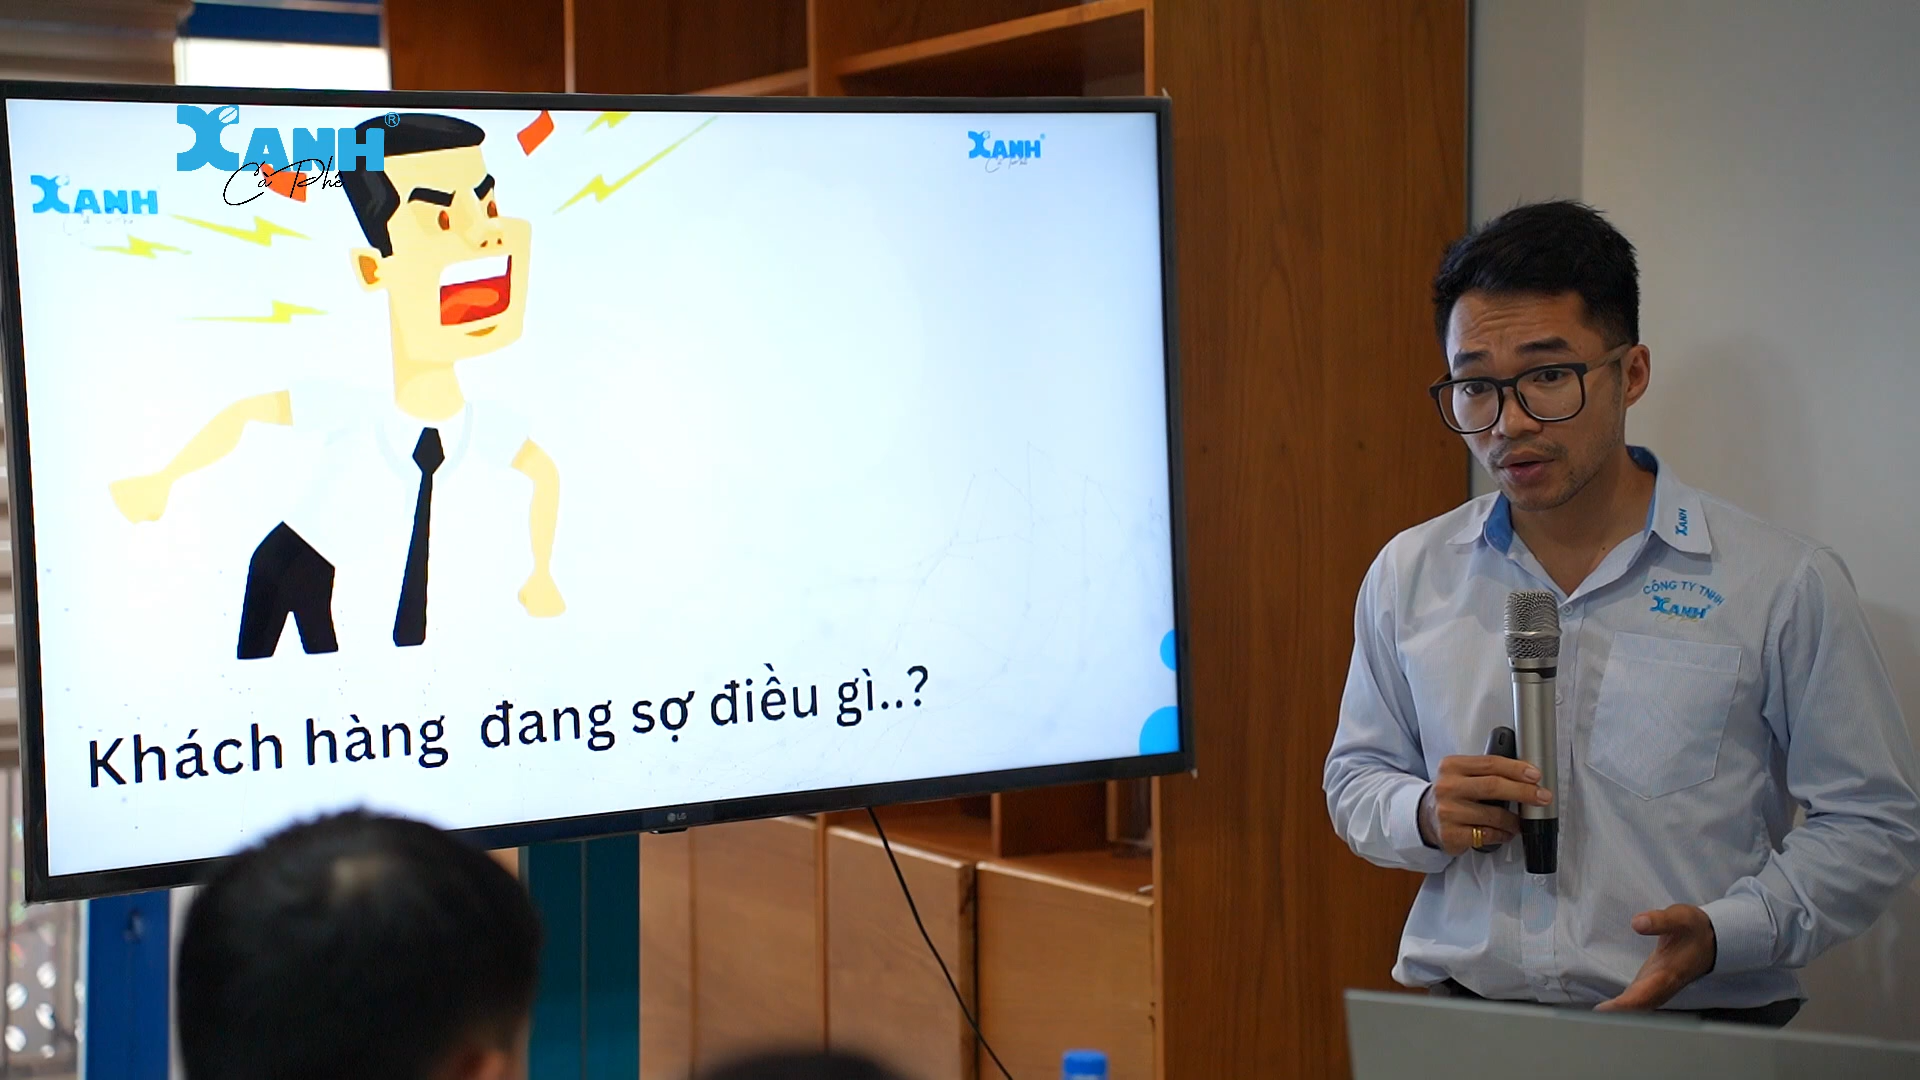 XANH®
Cà Phê
XANH
XANH
Khách hàng đang sợ điều gì..?
LG
XANH
CÔNG TY TNHH
XANH